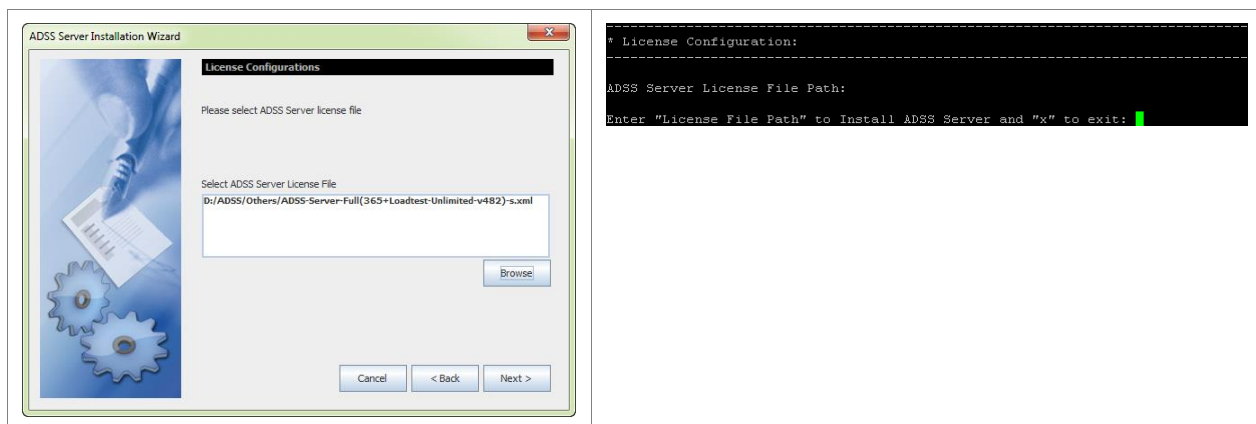 ADSS Server Installation Wizard
License Configurations
Please select ADSS Server license file
Select ADSS Server License File
D:/ADSS/Others/ADSS-Server-Full(365+Loadtest-Unlimited-v482)-s.xml
Browse
Cancel
< Back
Next >
* License Configuration:
ADSS Server License File Path:
Enter "License File Path" to Install ADSS Server and "x" to exit: